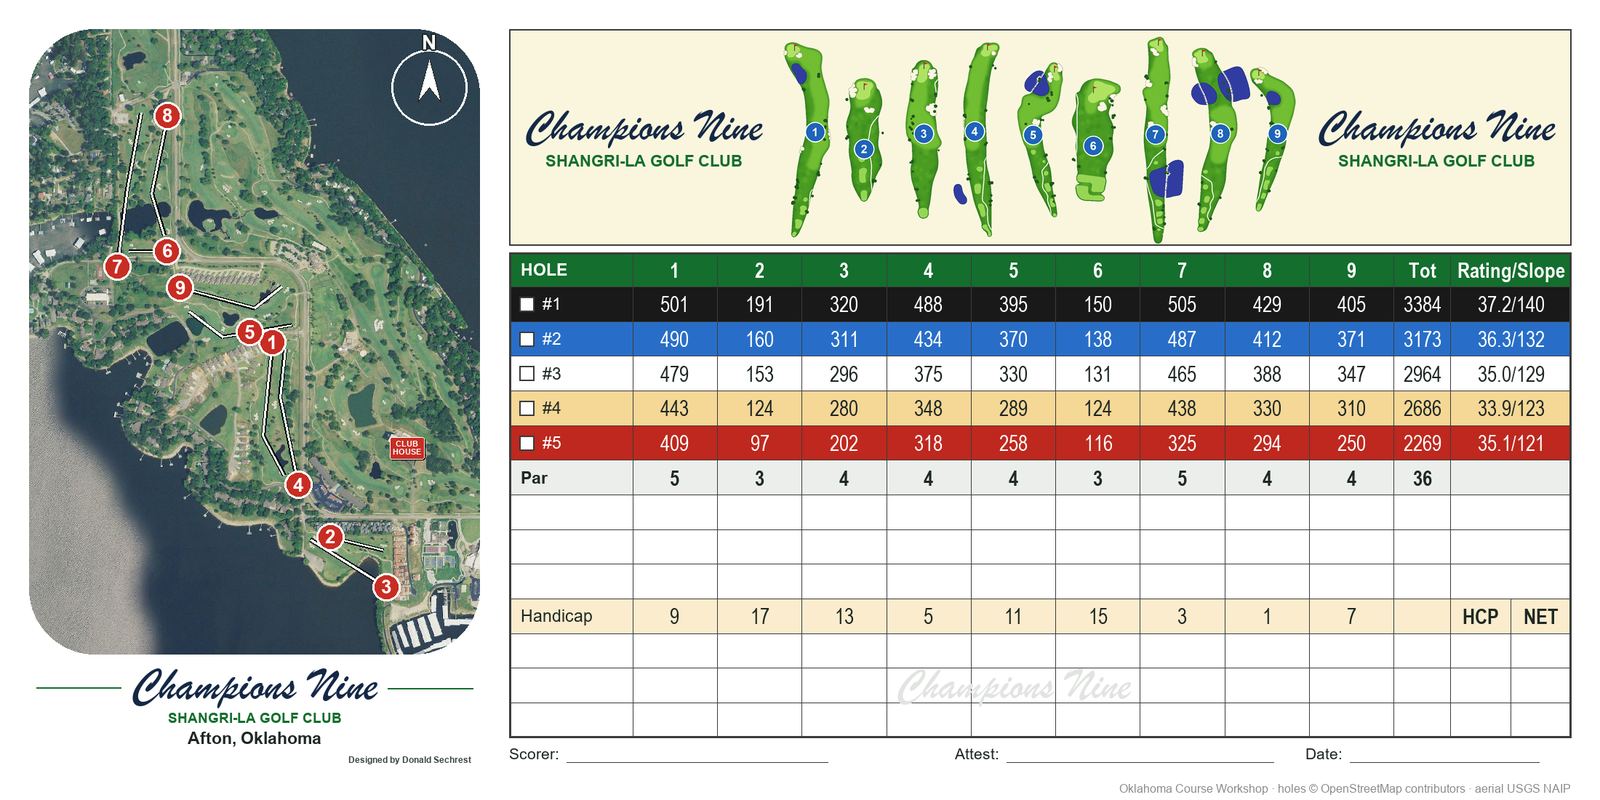 N
8
7
6
9
5
1
4
2
3
CLUB
HOUSE
Champions Nine
SHANGRI-LA GOLF CLUB
Afton, Oklahoma
Designed by Donald Sechrest
Champions Nine
SHANGRI-LA GOLF CLUB
1 2 3 4 5 6 7 8 9
Champions Nine
SHANGRI-LA GOLF CLUB
HOLE 1 2 3 4 5 6 7 8 9 Tot Rating/Slope
#1 501 191 320 488 395 150 505 429 405 3384 37.2/140
#2 490 160 311 434 370 138 487 412 371 3173 36.3/132
#3 479 153 296 375 330 131 465 388 347 2964 35.0/129
#4 443 124 280 348 289 124 438 330 310 2686 33.9/123
#5 409 97 202 318 258 116 325 294 250 2269 35.1/121
Par 5 3 4 4 4 3 5 4 4 36
Handicap 9 17 13 5 11 15 3 1 7 HCP NET
Champions Nine
Scorer: Attest: Date:
Oklahoma Course Workshop · holes © OpenStreetMap contributors · aerial USGS NAIP